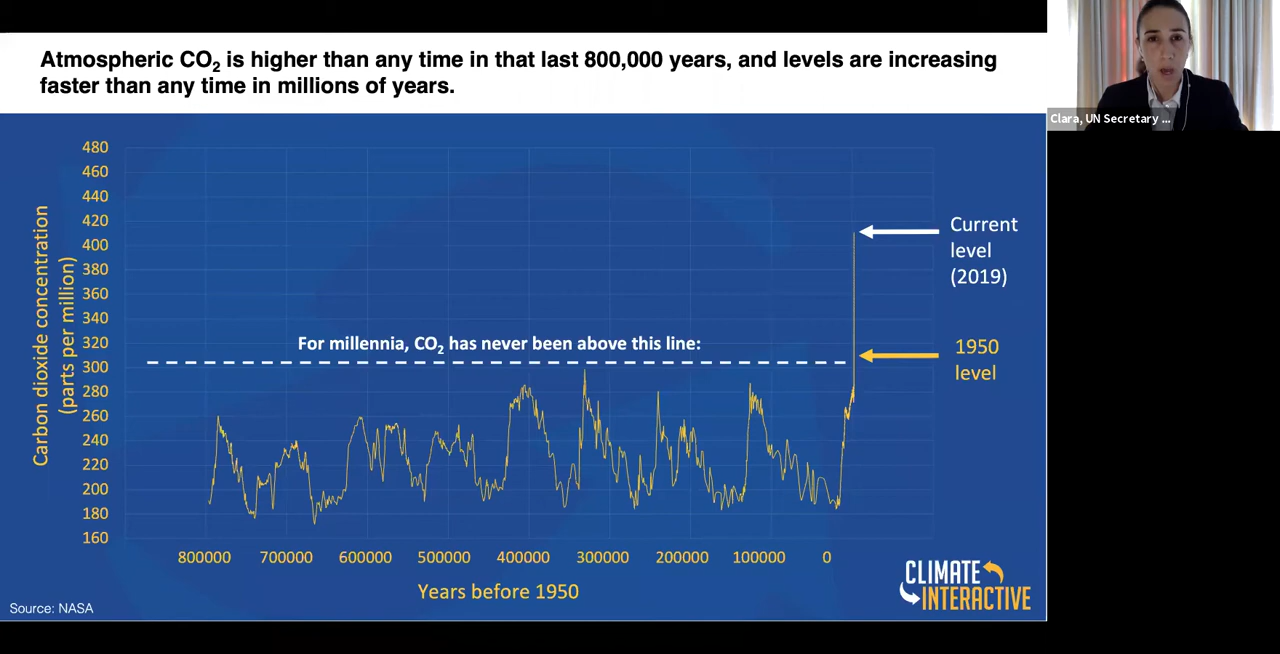 Atmospheric CO₂ is higher than any time in that last 800,000 years, and levels are increasing
faster than any time in millions of years.
Clara, UN Secretary ...
480
460
440
420
400
380
360
340
320
300
280
260
240
220
200
180
160
Carbon dioxide concentration
(parts per million)
For millennia, CO₂ has never been above this line:
Current
level
(2019)
1950
level
800000 700000 600000 500000 400000 300000 200000 100000 0
Years before 1950
Source: NASA
CLIMATE
INTERACTIVE